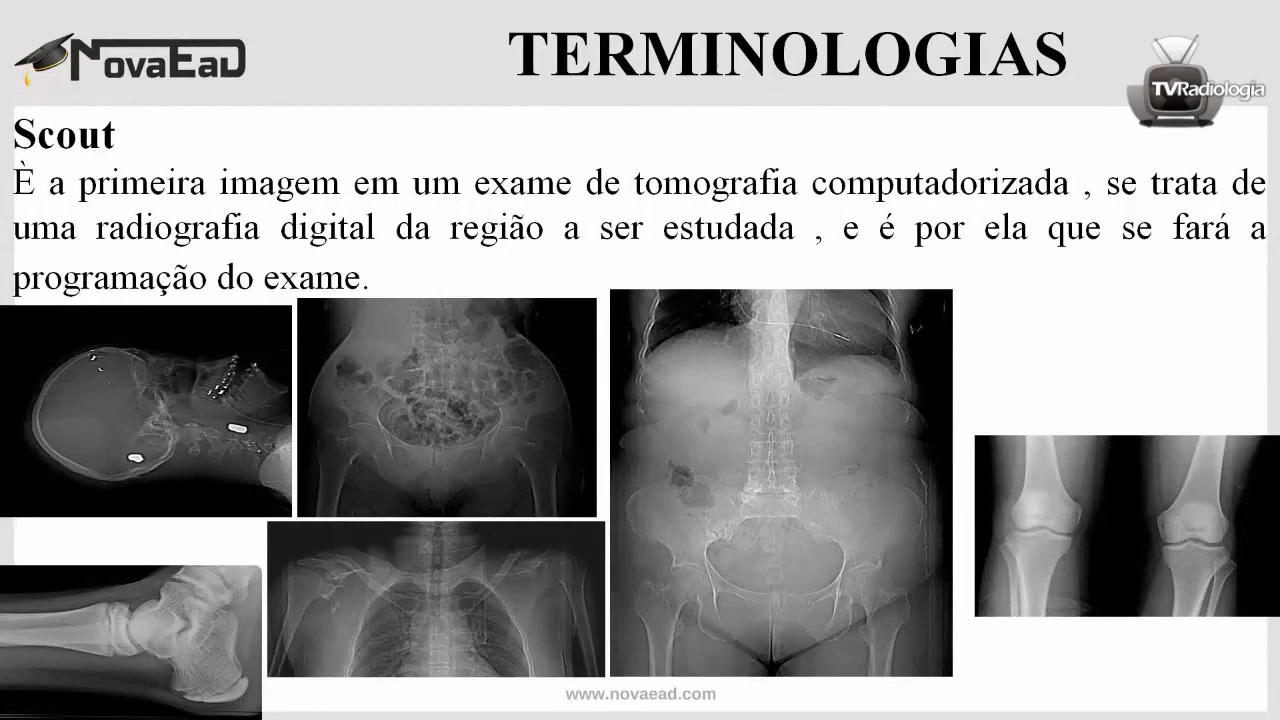 NovaEaD
TERMINOLOGIAS
TVRadiologia
Scout
È a primeira imagem em um exame de tomografia computadorizada , se trata de
uma radiografia digital da região a ser estudada , e é por ela que se fará a
programação do exame.
www.novaead.com